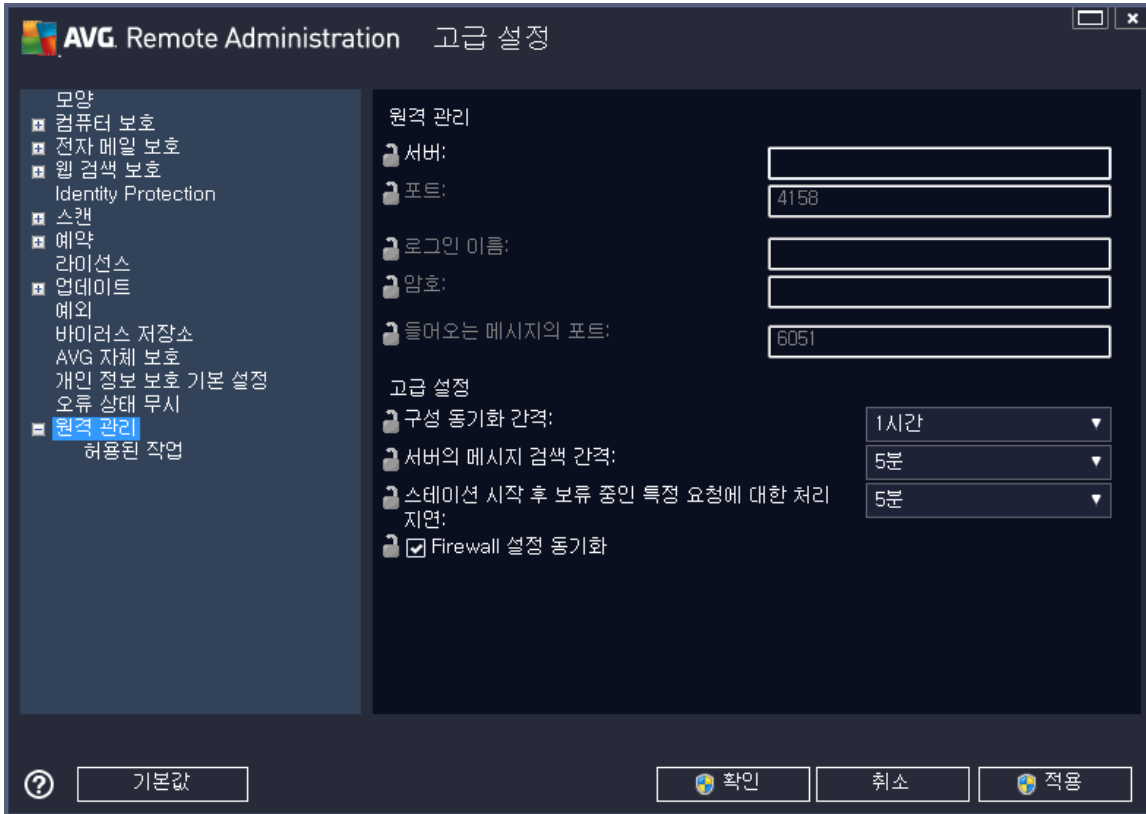 AVG. Remote Administration 고급 설정
모양
컴퓨터 보호
전자 메일 보호
웹 검색 보호
Identity Protection
스캔
예약
라이선스
업데이트
예외
바이러스 저장소
AVG 자체 보호
개인 정보 보호 기본 설정
오류 상태 무시
원격 관리
허용된 작업
원격 관리
서버:
포트: 4158
로그인 이름:
암호:
들어오는 메시지의 포트: 6051
고급 설정
구성 동기화 간격: 1시간
서버의 메시지 검색 간격: 5분
스테이션 시작 후 보류 중인 특정 요청에 대한 처리 5분
지연:
Firewall 설정 동기화
기본값 확인 취소 적용